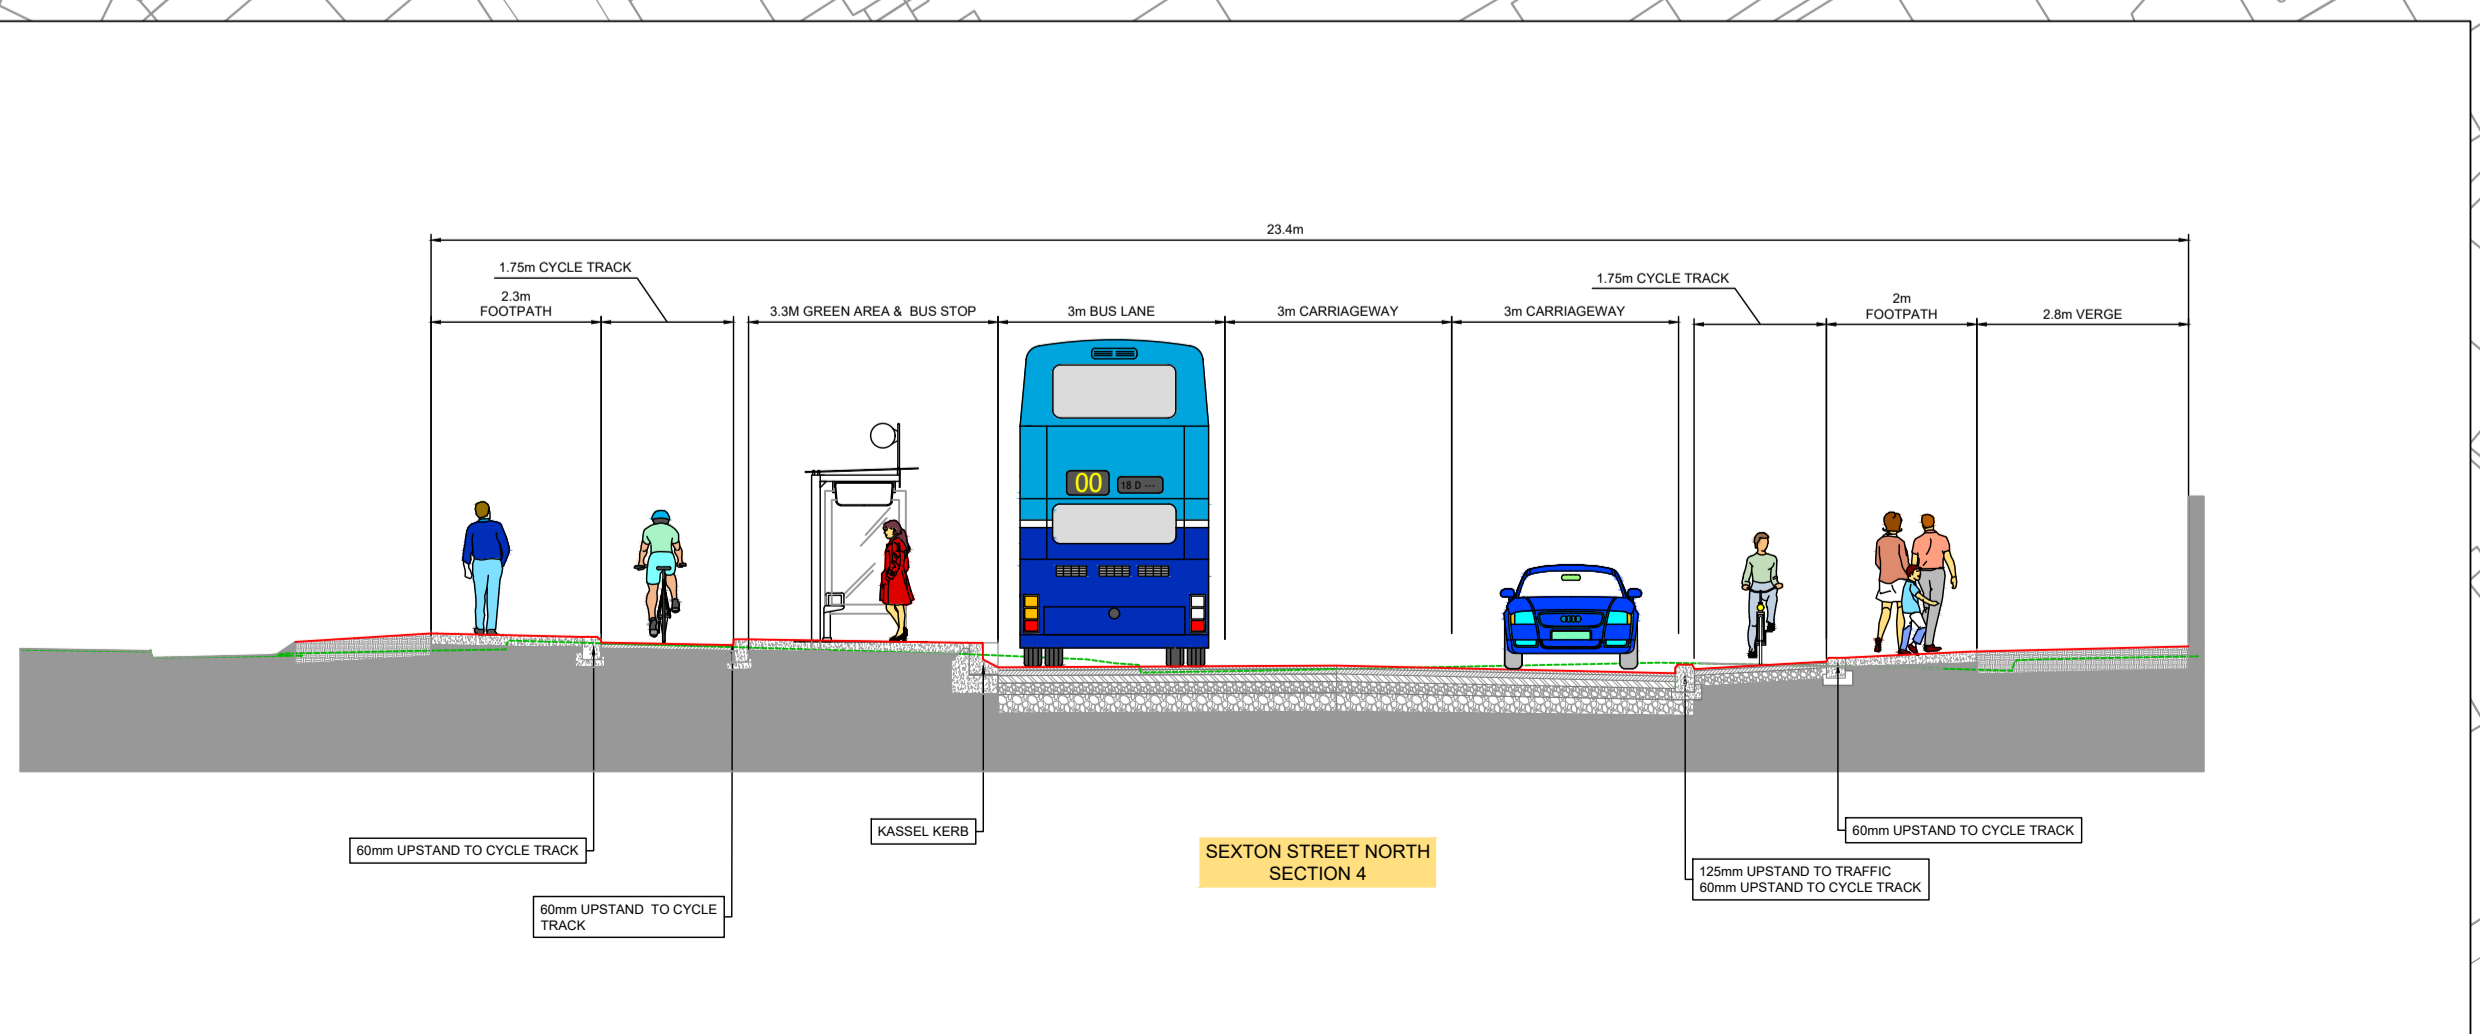 23.4m
1.75m CYCLE TRACK
1.75m CYCLE TRACK
2.3m
FOOTPATH
3.3M GREEN AREA &  BUS STOP
3m BUS LANE
3m CARRIAGEWAY
3m CARRIAGEWAY
2m
FOOTPATH
2.8m VERGE
00
18 D ---
KASSEL KERB
60mm UPSTAND TO CYCLE TRACK
60mm UPSTAND TO CYCLE TRACK
SEXTON STREET NORTH
SECTION 4
125mm UPSTAND TO TRAFFIC
60mm UPSTAND TO CYCLE TRACK
60mm UPSTAND  TO CYCLE
TRACK